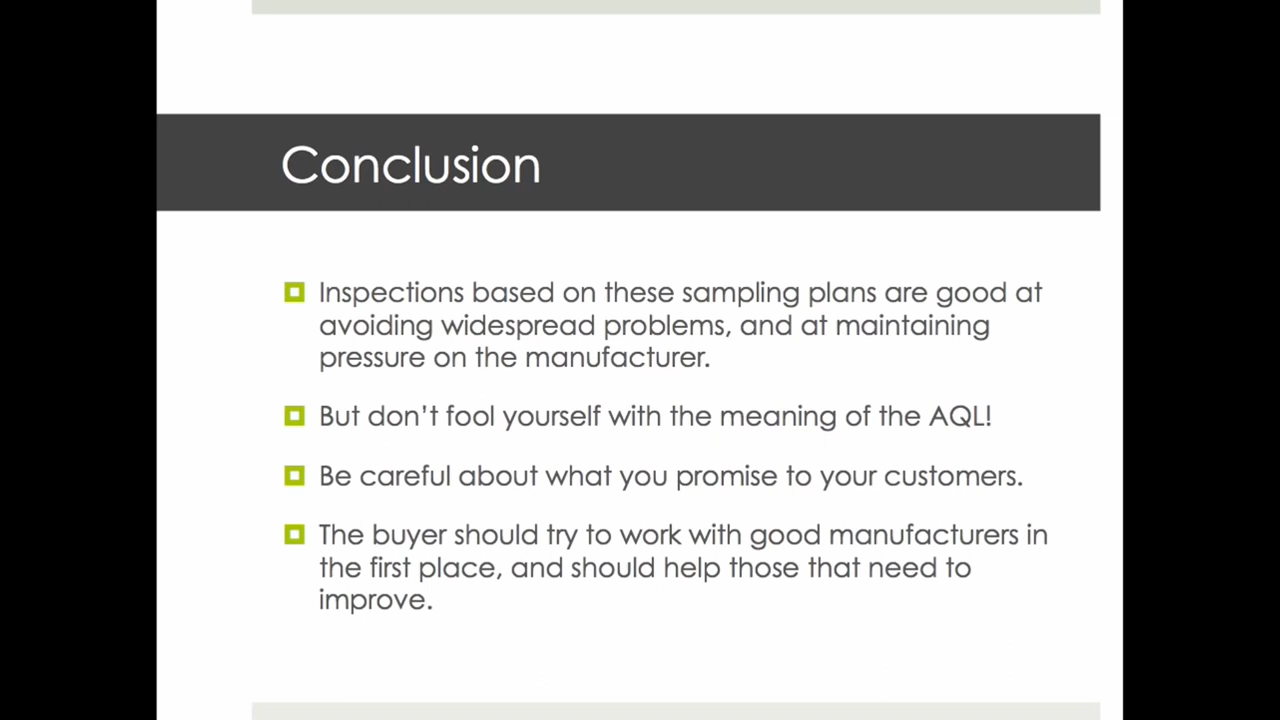 Conclusion
Inspections based on these sampling plans are good at
avoiding widespread problems, and at maintaining
pressure on the manufacturer.
But don't fool yourself with the meaning of the AQL!
Be careful about what you promise to your customers.
The buyer should try to work with good manufacturers in
the first place, and should help those that need to
improve.